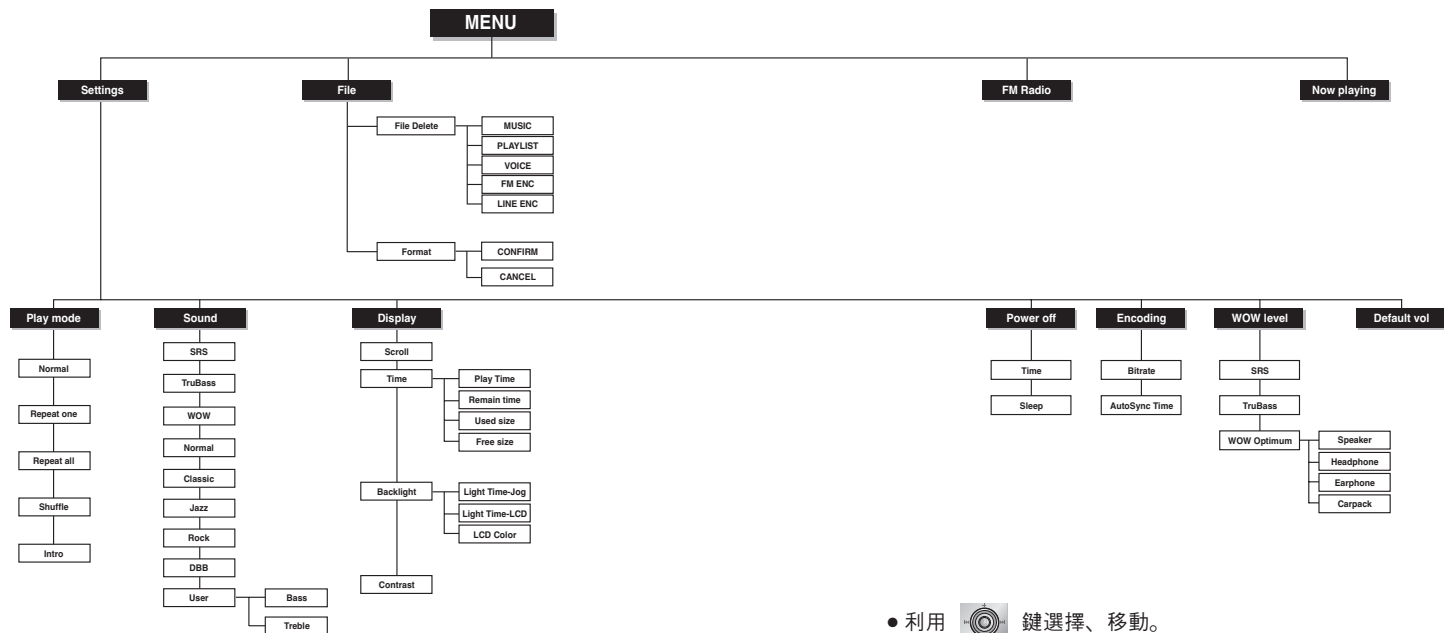 MENU
Settings
File
FM Radio
Now playing
File Delete
MUSIC
PLAYLIST
VOICE
FM ENC
LINE ENC
Format
CONFIRM
CANCEL
Play mode
Normal
Repeat one
Repeat all
Shuffle
Intro
Sound
SRS
TruBass
WOW
Normal
Classic
Jazz
Rock
DBB
User
Bass
Treble
Display
Scroll
Time
Play Time
Remain time
Used size
Free size
Backlight
Light Time-Jog
Light Time-LCD
LCD Color
Contrast
Power off
Time
Sleep
Encoding
Bitrate
AutoSync Time
WOW level
SRS
TruBass
WOW Optimum
Speaker
Headphone
Earphone
Carpack
Default vol
● 利用 鍵選擇、移動。